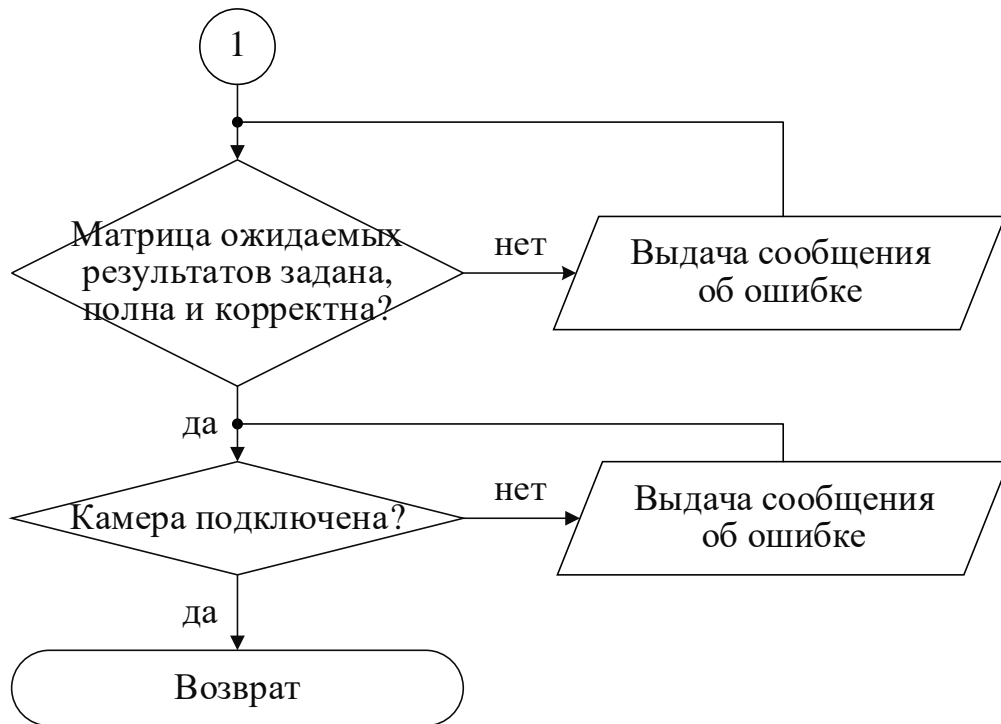 1
Матрица ожидаемых
результатов задана,
полна и корректна?
нет
Выдача сообщения
об ошибке
да
Камера подключена?
нет
Выдача сообщения
об ошибке
да
Возврат